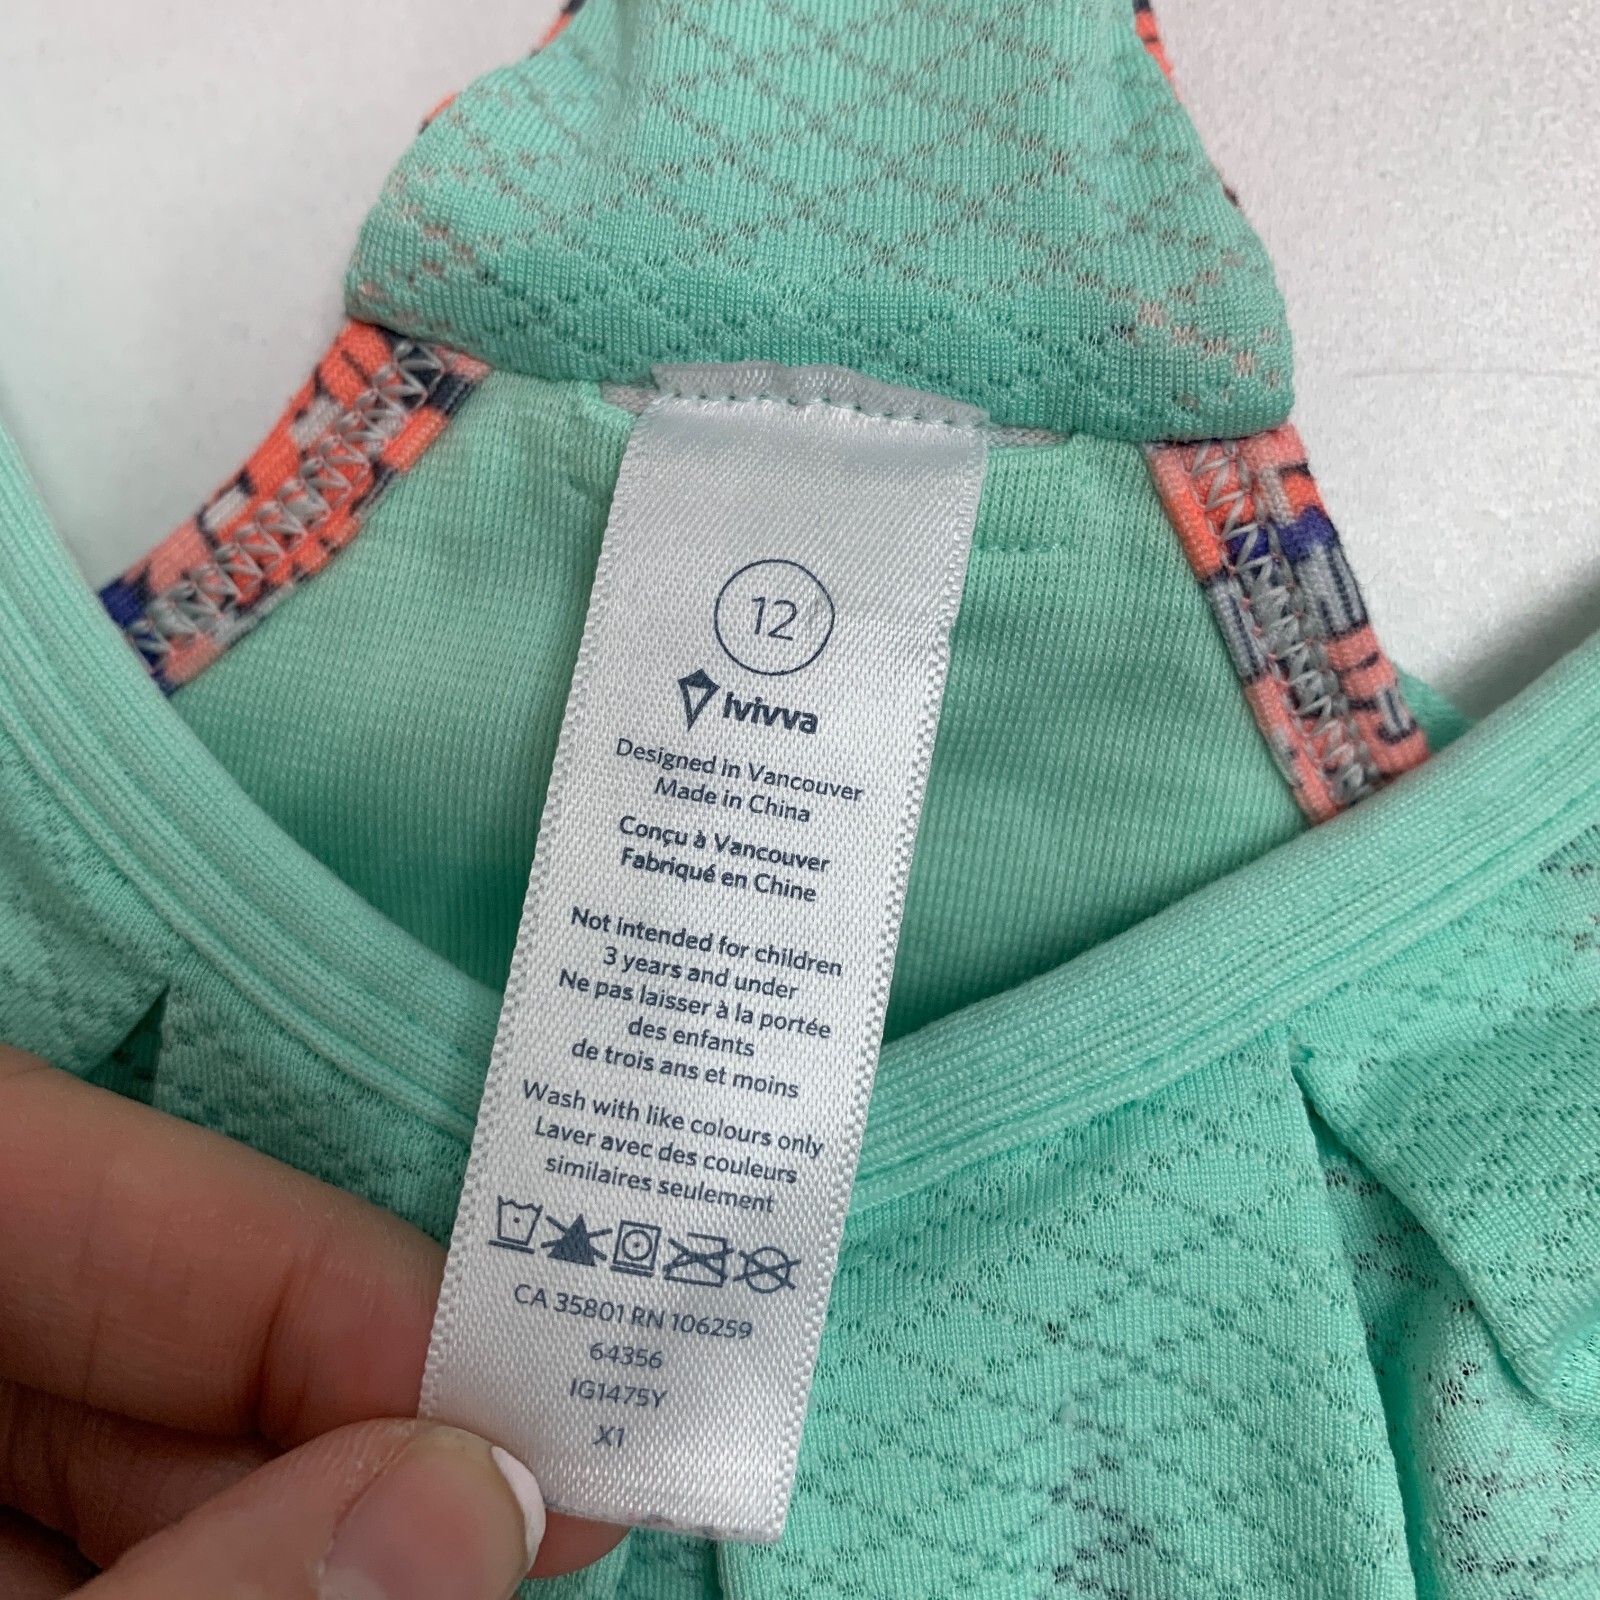 12
ivivva
Designed in Vancouver
Made in China
Conçu à Vancouver
Fabriqué en Chine
Not intended for children
3 years and under
Ne pas laisser à la portée
des enfants
de trois ans et moins
Wash with like colours only
Laver avec des couleurs
similaires seulement
CA 35801 RN 106259
64356
IG1475Y
X1